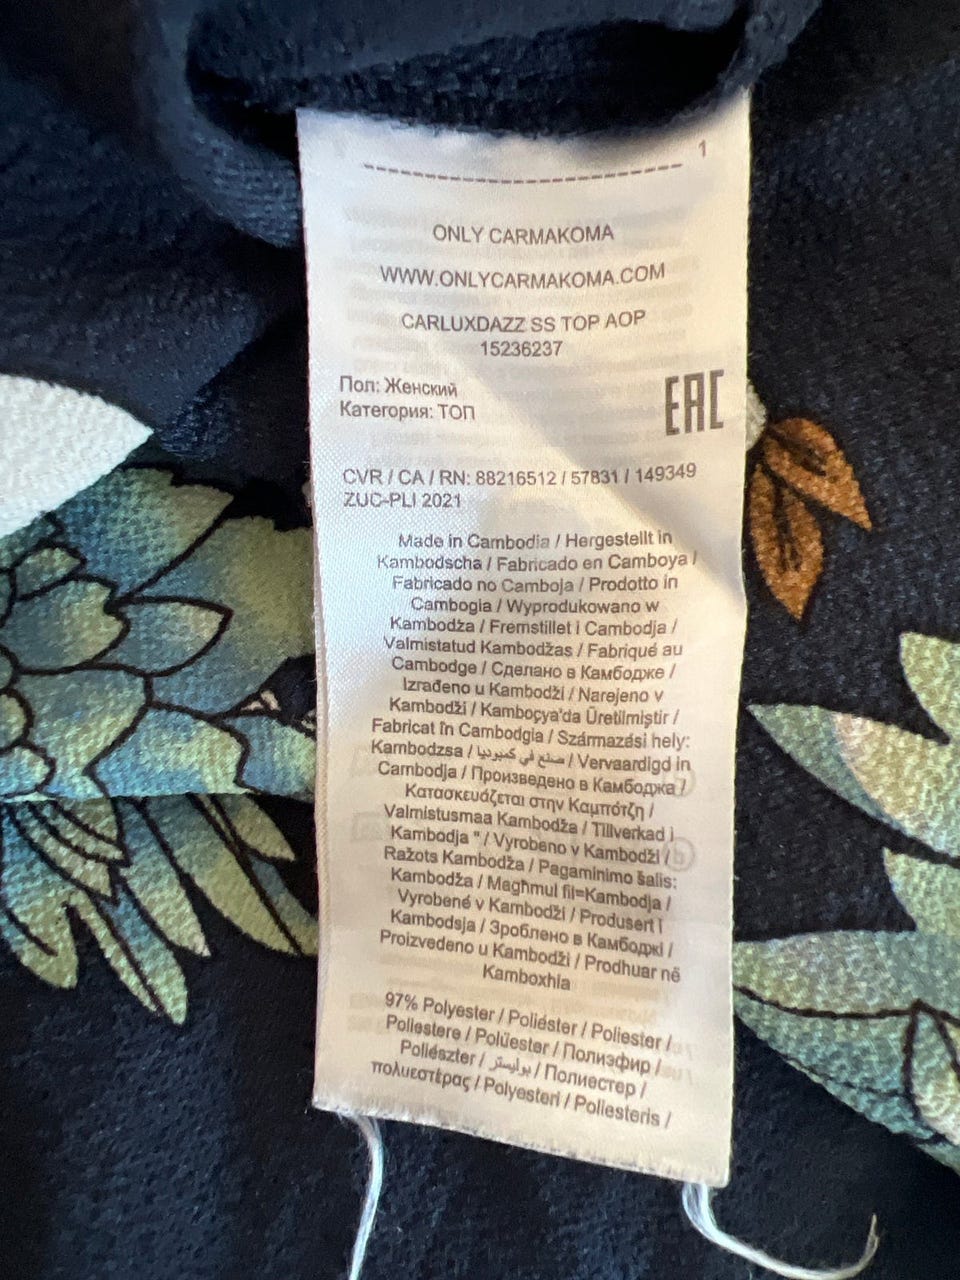 1
ONLY CARMAKOMA
WWW.ONLYCARMAKOMA.COM
CARLUXDAZZ SS TOP AOP
15236237
Пол: Женский
Категория: ТОП
EAC
CVR / CA / RN: 88216512 / 57831 / 149349
ZUC-PLI 2021
Made in Cambodia / Hergestellt in
Kambodscha / Fabricado en Camboya /
Fabricado no Camboja / Prodotto in
Cambogia / Wyprodukowano w
Kambodża / Fremstillet i Cambodja /
Valmistatud Kambodžas / Fabriqué au
Cambodge / Сделано в Камбодже /
Izrađeno u Kambodži / Narejeno v
Kambodži / Kamboçya'da Üretilmiştir /
Fabricat în Cambodgia / Származási hely:
Kambodzsa / صنع في كمبوديا / Vervaardigd in
Cambodja / Произведено в Камбоджа /
Κατασκευάζεται στην Καμπότζη /
Valmistusmaa Kambodža / Tillverkad i
Kambodja " / Vyrobeno v Kambodži /
Ražots Kambodža / Pagaminimo šalis:
Kambodža / Magħmul fil=Kambodja /
Vyrobené v Kambodži / Produsert i
Kambodsja / Зроблено в Камбоджі /
Proizvedeno u Kambodži / Prodhuar në
Kamboxhia
97% Polyester / Poliéster / Poliester /
Poliestere / Polüester / Полиэфир /
Poliészter / بوليستر / Полиестер /
πολυεστέρας / Polyesteri / Poliesteris /